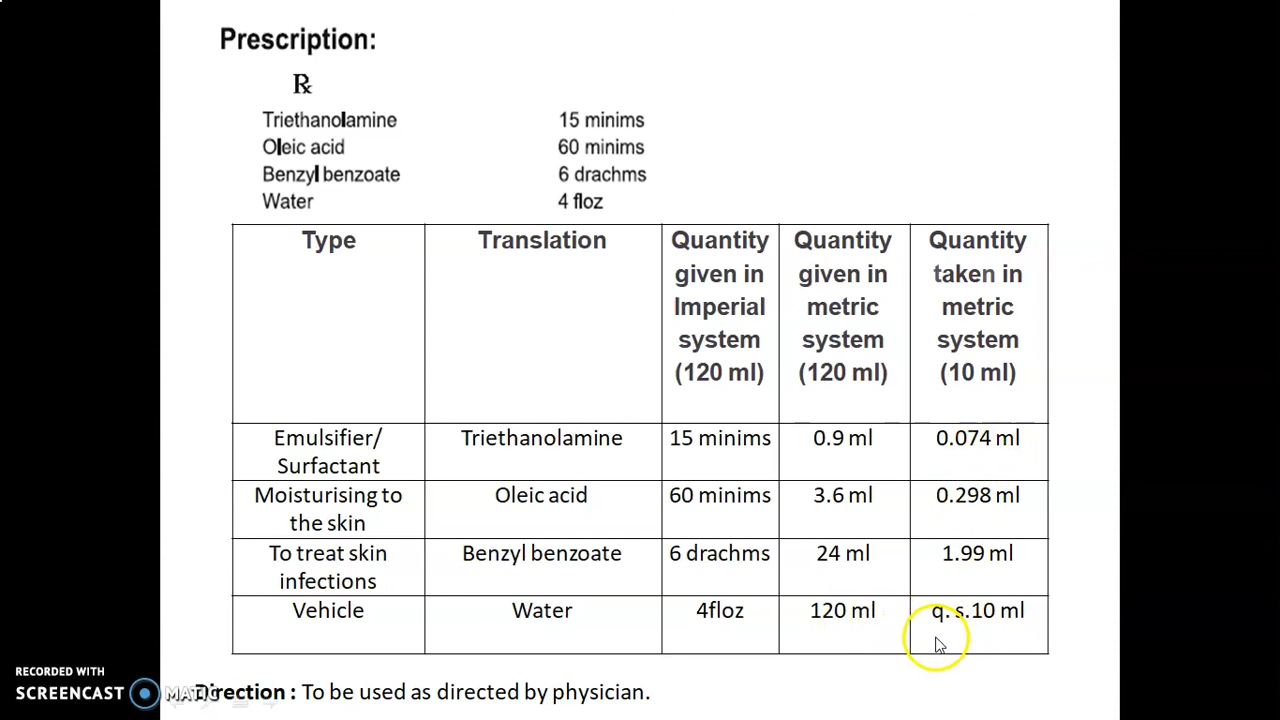 Prescription:
℞
Triethanolamine 15 minims
Oleic acid 60 minims
Benzyl benzoate 6 drachms
Water 4 floz
Type Translation Quantity given in Imperial system (120 ml) Quantity given in metric system (120 ml) Quantity taken in metric system (10 ml)
Emulsifier/ Surfactant Triethanolamine 15 minims 0.9 ml 0.074 ml
Moisturising to the skin Oleic acid 60 minims 3.6 ml 0.298 ml
To treat skin infections Benzyl benzoate 6 drachms 24 ml 1.99 ml
Vehicle Water 4floz 120 ml q. s.10 ml
Direction : To be used as directed by physician.
RECORDED WITH
SCREENCAST MATIC